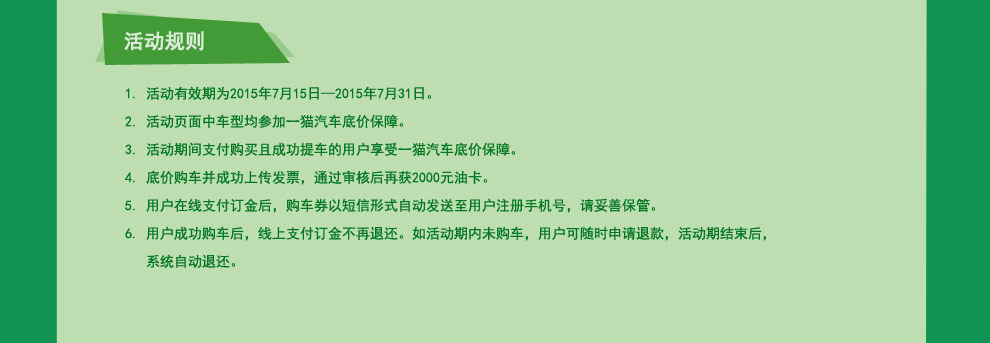 活动规则
1. 活动有效期为2015年7月15日—2015年7月31日。
2. 活动页面中车型均参加一猫汽车底价保障。
3. 活动期间支付购买且成功提车的用户享受一猫汽车底价保障。
4. 底价购车并成功上传发票，通过审核后再获2000元油卡。
5. 用户在线支付订金后，购车券以短信形式自动发送至用户注册手机号，请妥善保管。
6. 用户成功购车后，线上支付订金不再退还。如活动期内未购车，用户可随时申请退款，活动期结束后，
系统自动退还。